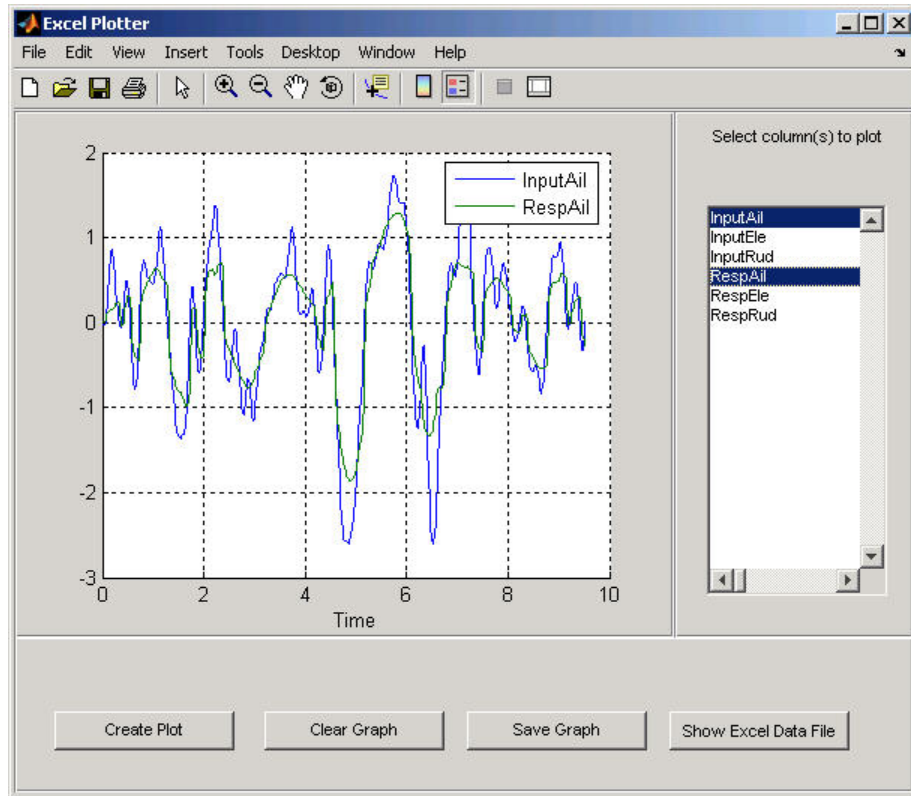 Excel Plotter
File Edit View Insert Tools Desktop Window Help
Select column(s) to plot
InputAil
RespAil
2
1
0
-1
-2
-3
0 2 4 6 8 10
Time
InputAil
InputEle
InputRud
RespAil
RespEle
RespRud
Create Plot Clear Graph Save Graph Show Excel Data File